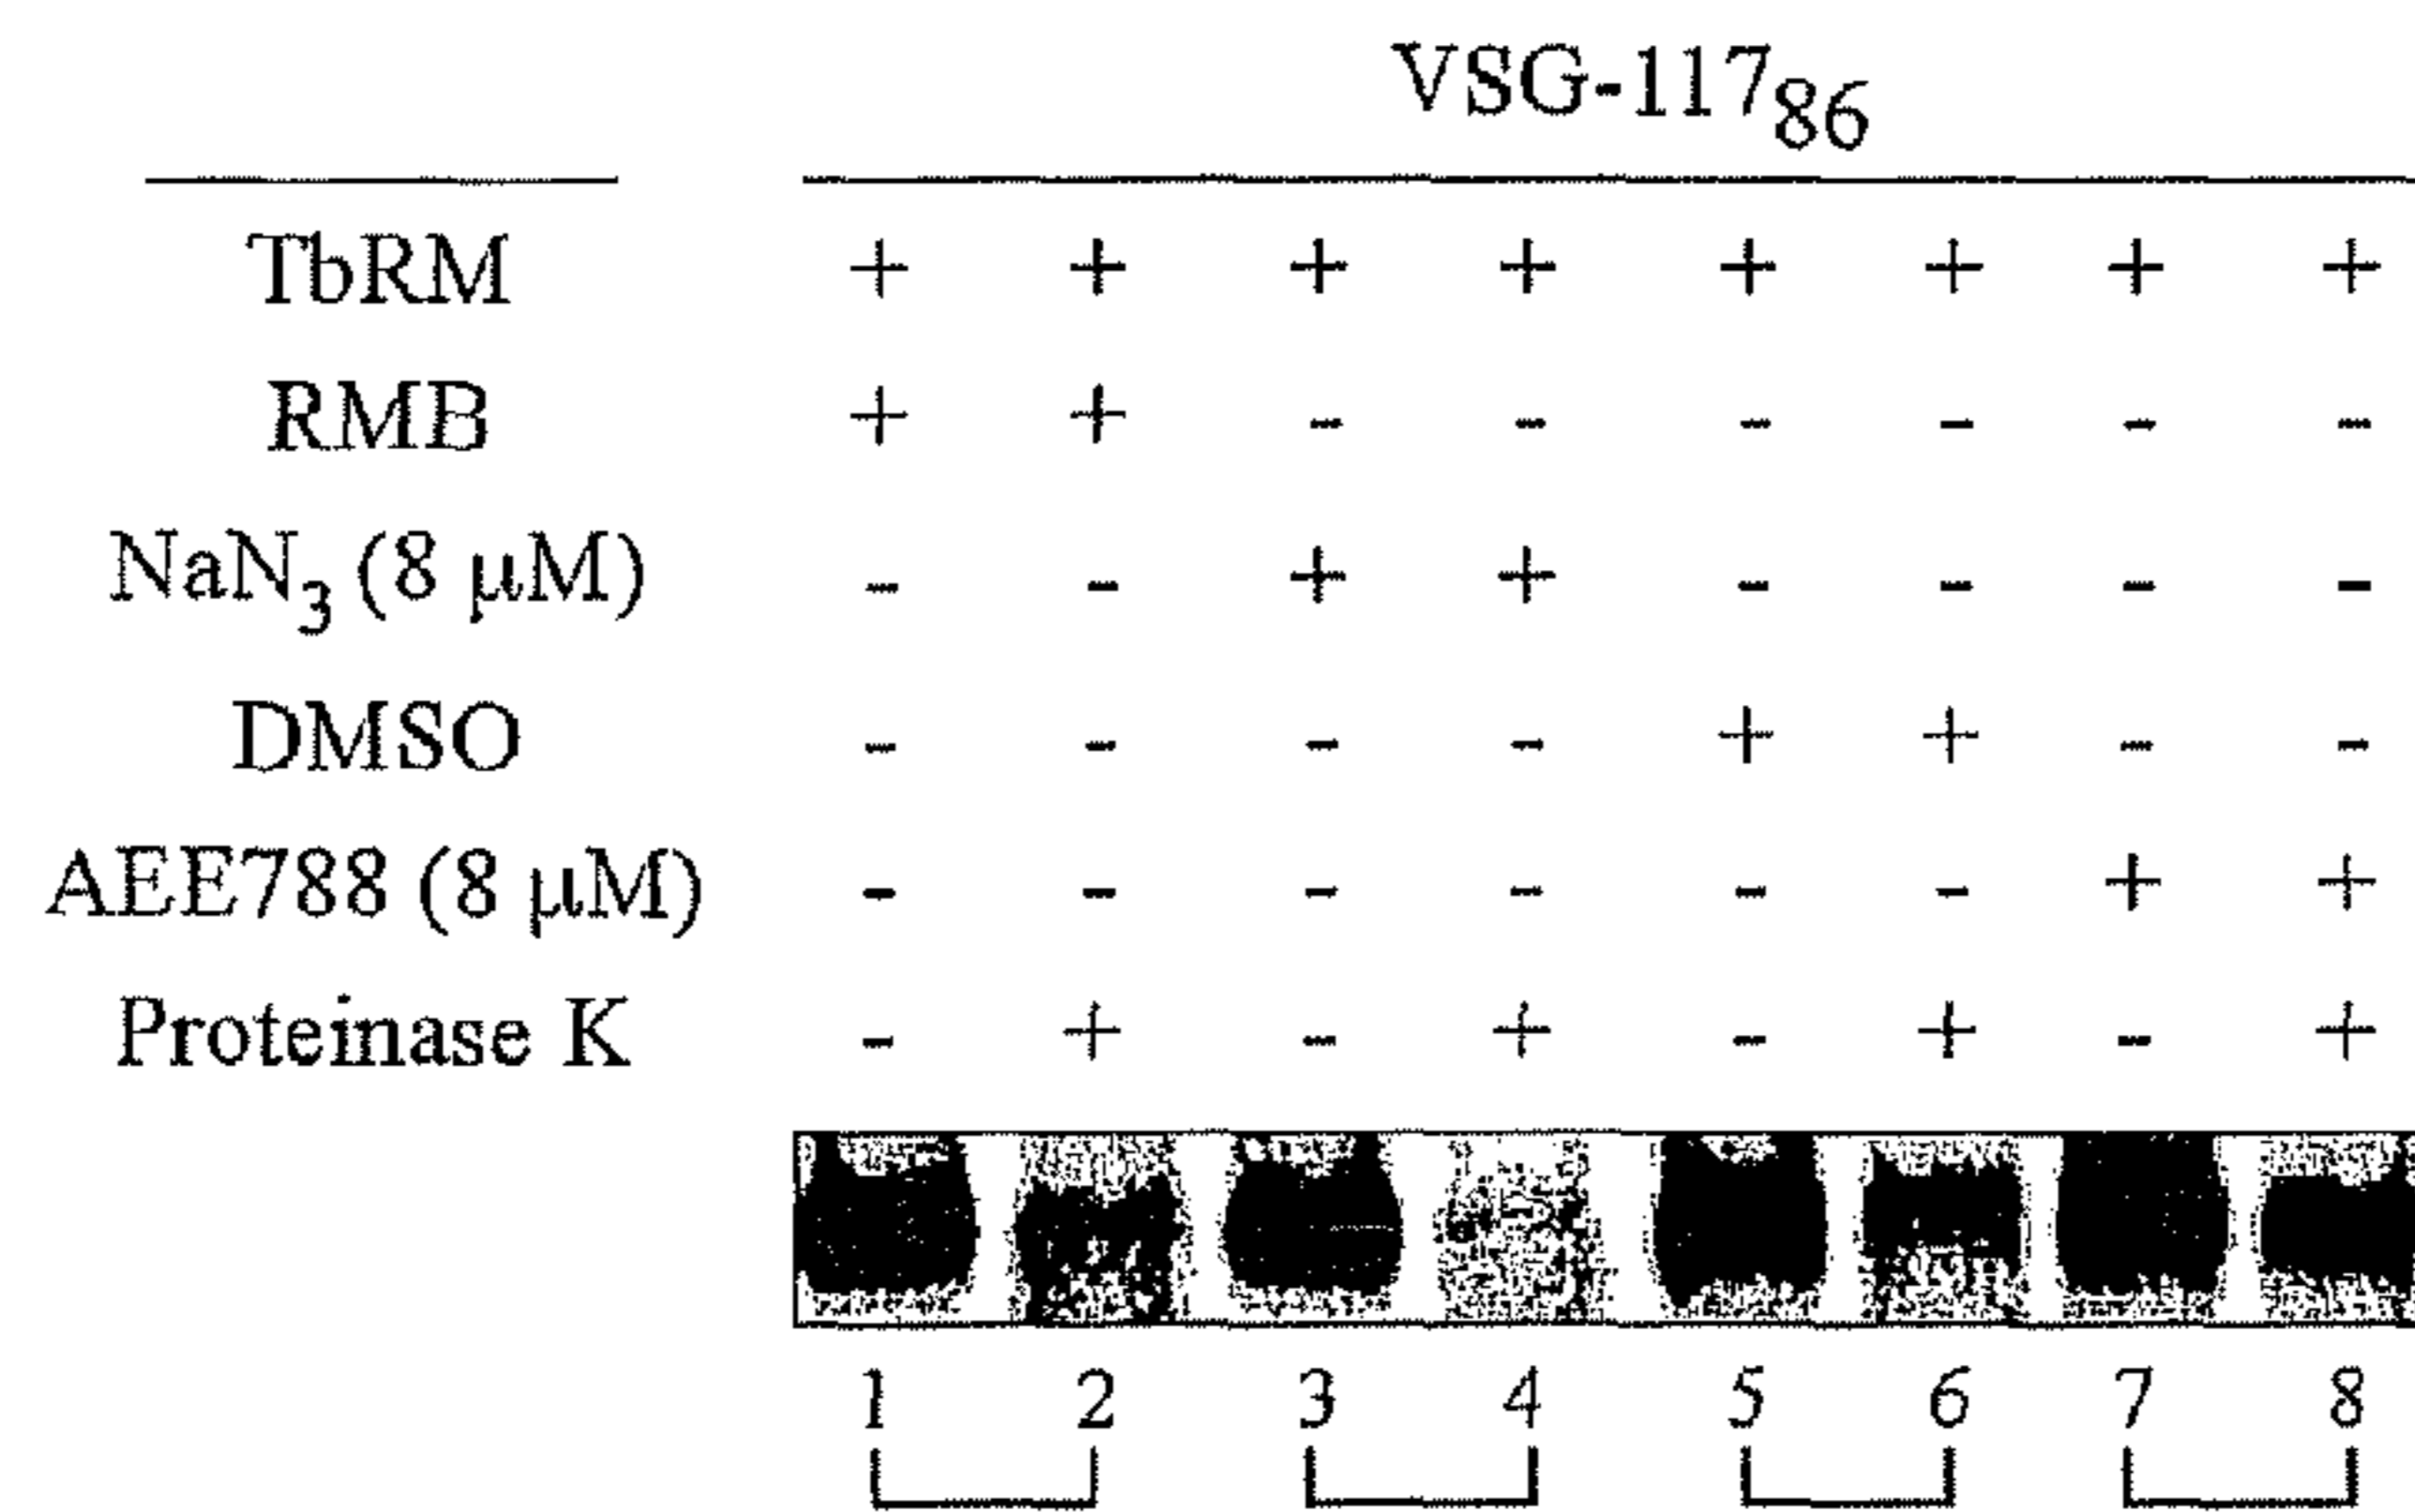 VSG-117₈₆
TbRM + + + + + + + +
RMB + + - - - - - -
NaN₃ (8 μM) - - + + - - - -
DMSO - - - - + + - -
AEE788 (8 μM) - - - - - - + +
Proteinase K - + - + - + - +
1 2 3 4 5 6 7 8